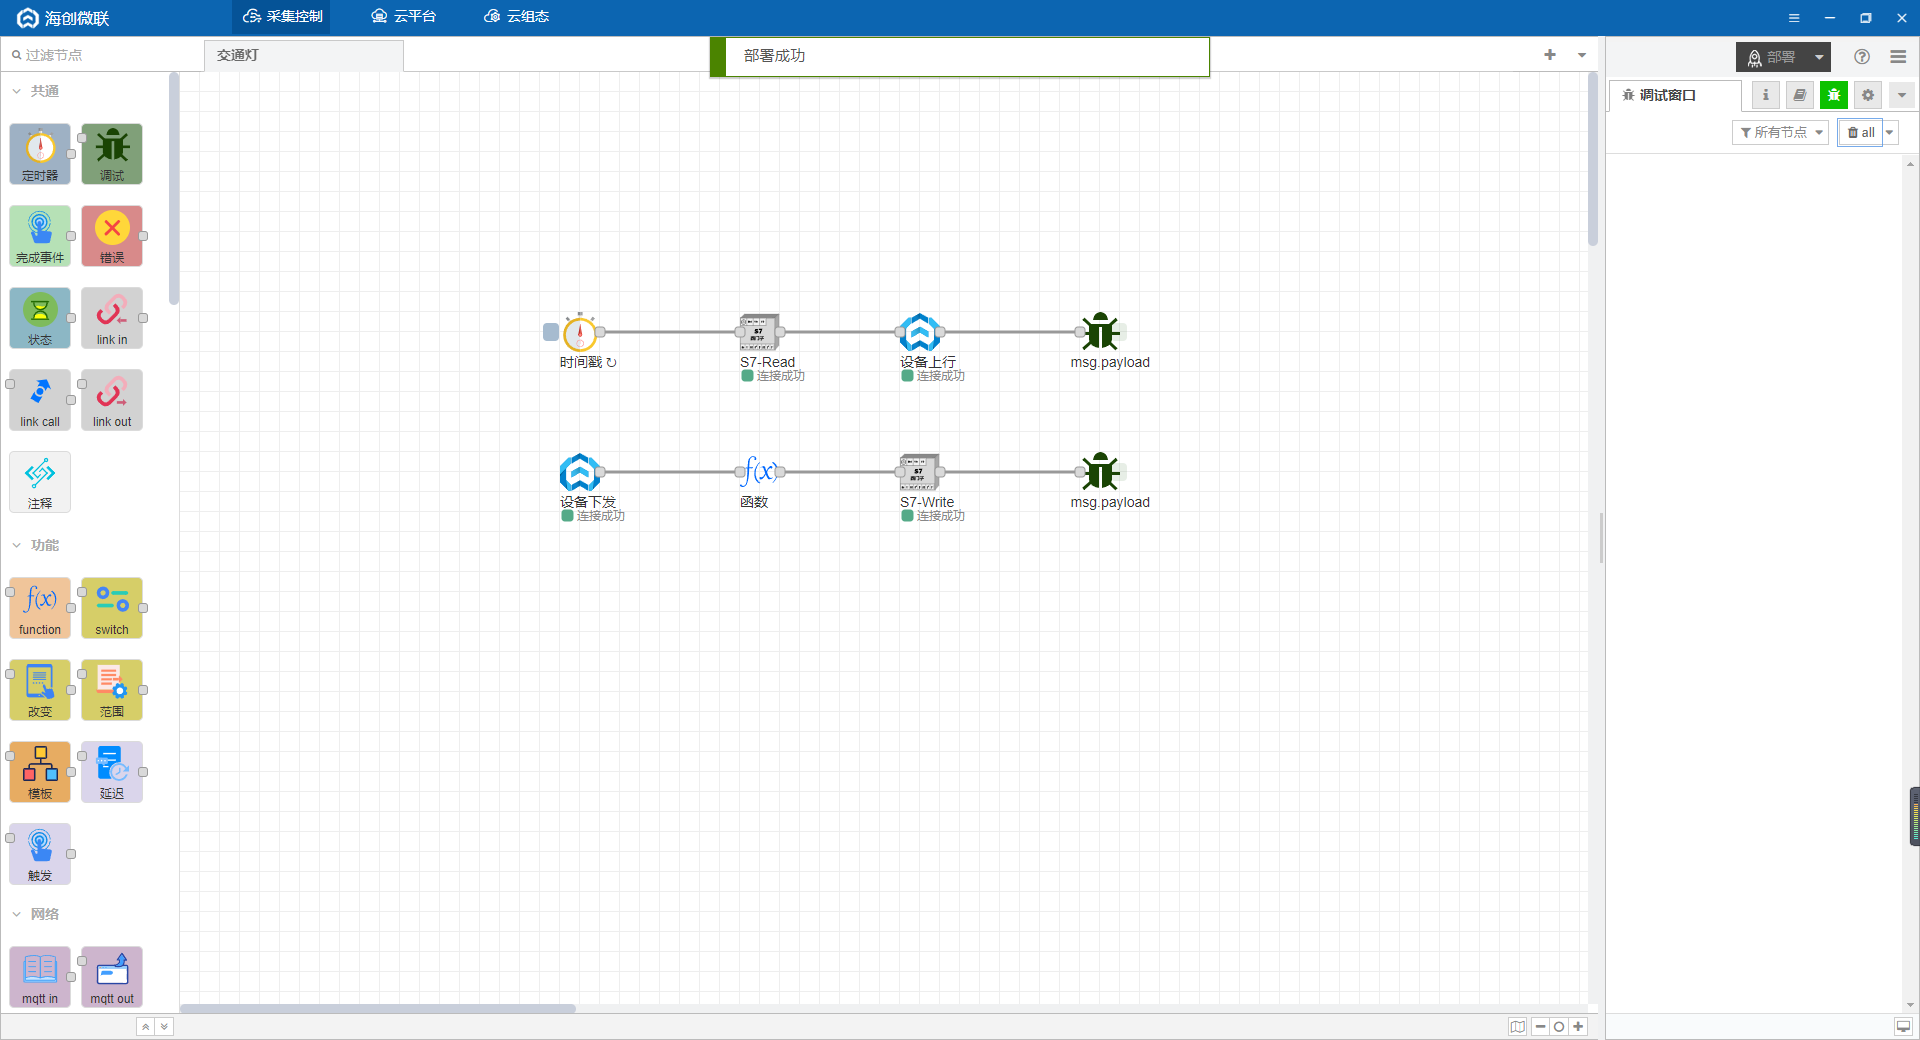 海创微联
采集控制
云平台
云组态
过滤节点
交通灯
部署成功
部署
调试窗口
所有节点
all
共通
定时器
调试
完成事件
错误
状态
link in
link call
link out
注释
功能
function
switch
改变
范围
模板
延迟
触发
网络
mqtt in
mqtt out
时间戳 ↻
S7-Read
连接成功
设备上行
连接成功
msg.payload
设备下发
连接成功
f(x)
函数
S7-Write
连接成功
msg.payload